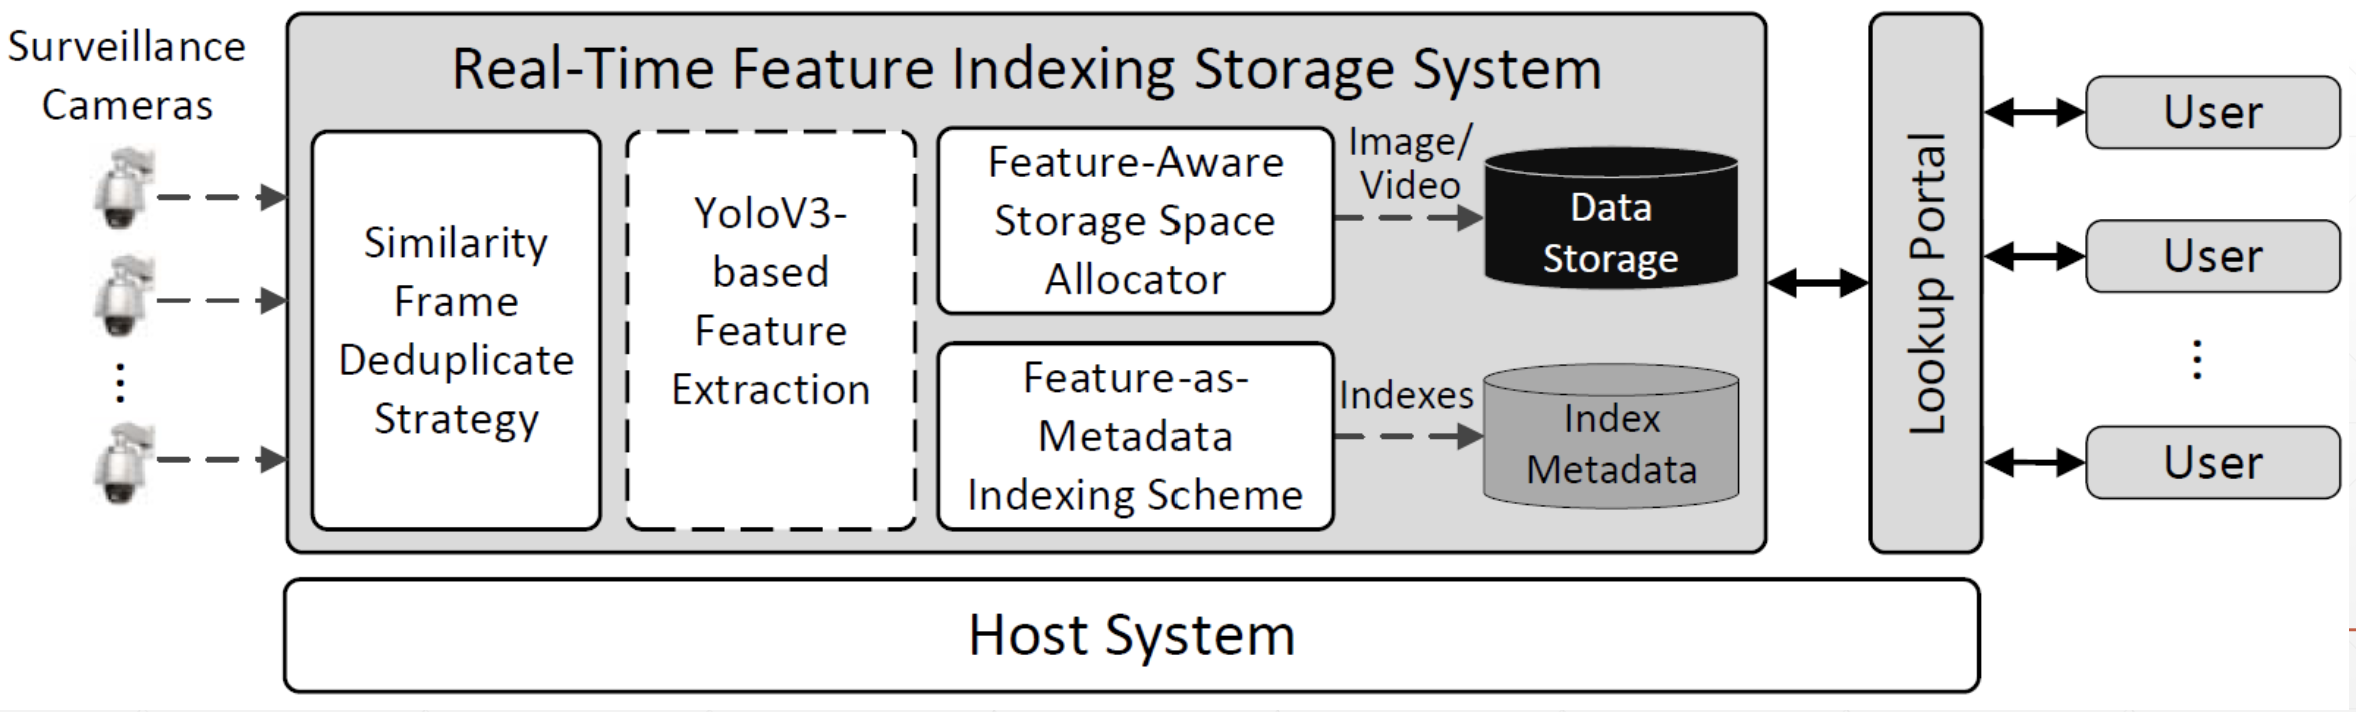 Surveillance
Cameras
Real-Time Feature Indexing Storage System
Similarity
Frame
Deduplicate
Strategy
YoloV3-
based
Feature
Extraction
Feature-Aware
Storage Space
Allocator
Image/
Video
Data
Storage
Feature-as-
Metadata
Indexing Scheme
Indexes
Index
Metadata
Lookup Portal
User
User
...
User
Host System